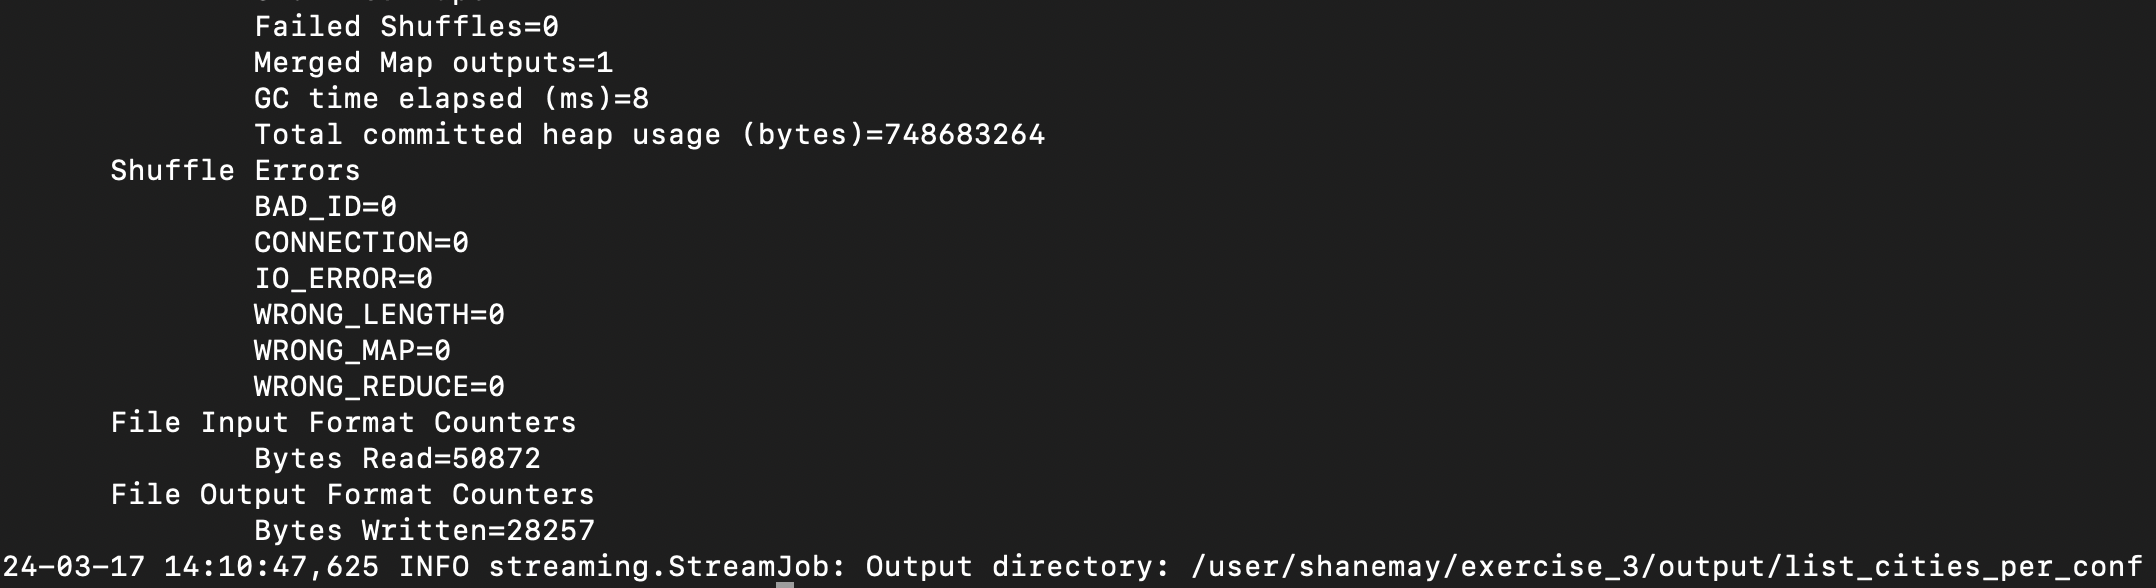 Failed Shuffles=0
Merged Map outputs=1
GC time elapsed (ms)=8
Total committed heap usage (bytes)=748683264
Shuffle Errors
BAD_ID=0
CONNECTION=0
IO_ERROR=0
WRONG_LENGTH=0
WRONG_MAP=0
WRONG_REDUCE=0
File Input Format Counters
Bytes Read=50872
File Output Format Counters
Bytes Written=28257
24-03-17 14:10:47,625 INFO streaming.StreamJob: Output directory: /user/shanemay/exercise_3/output/list_cities_per_conf